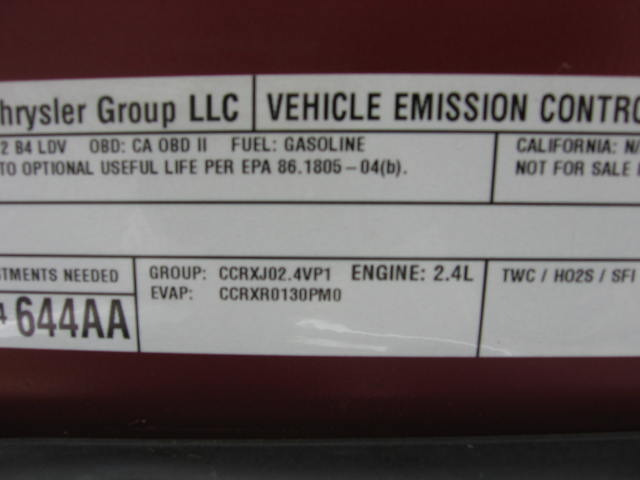 hrysler Group LLC VEHICLE EMISSION CONTRO
2 B4 LDV OBD: CA OBD II FUEL: GASOLINE
TO OPTIONAL USEFUL LIFE PER EPA 86.1805-04(b).
CALIFORNIA: N/
NOT FOR SALE
STMENTS NEEDED
644AA
GROUP: CCRXJ02.4VP1 ENGINE: 2.4L
EVAP: CCRXR0130PM0
TWC / HO2S / SFI